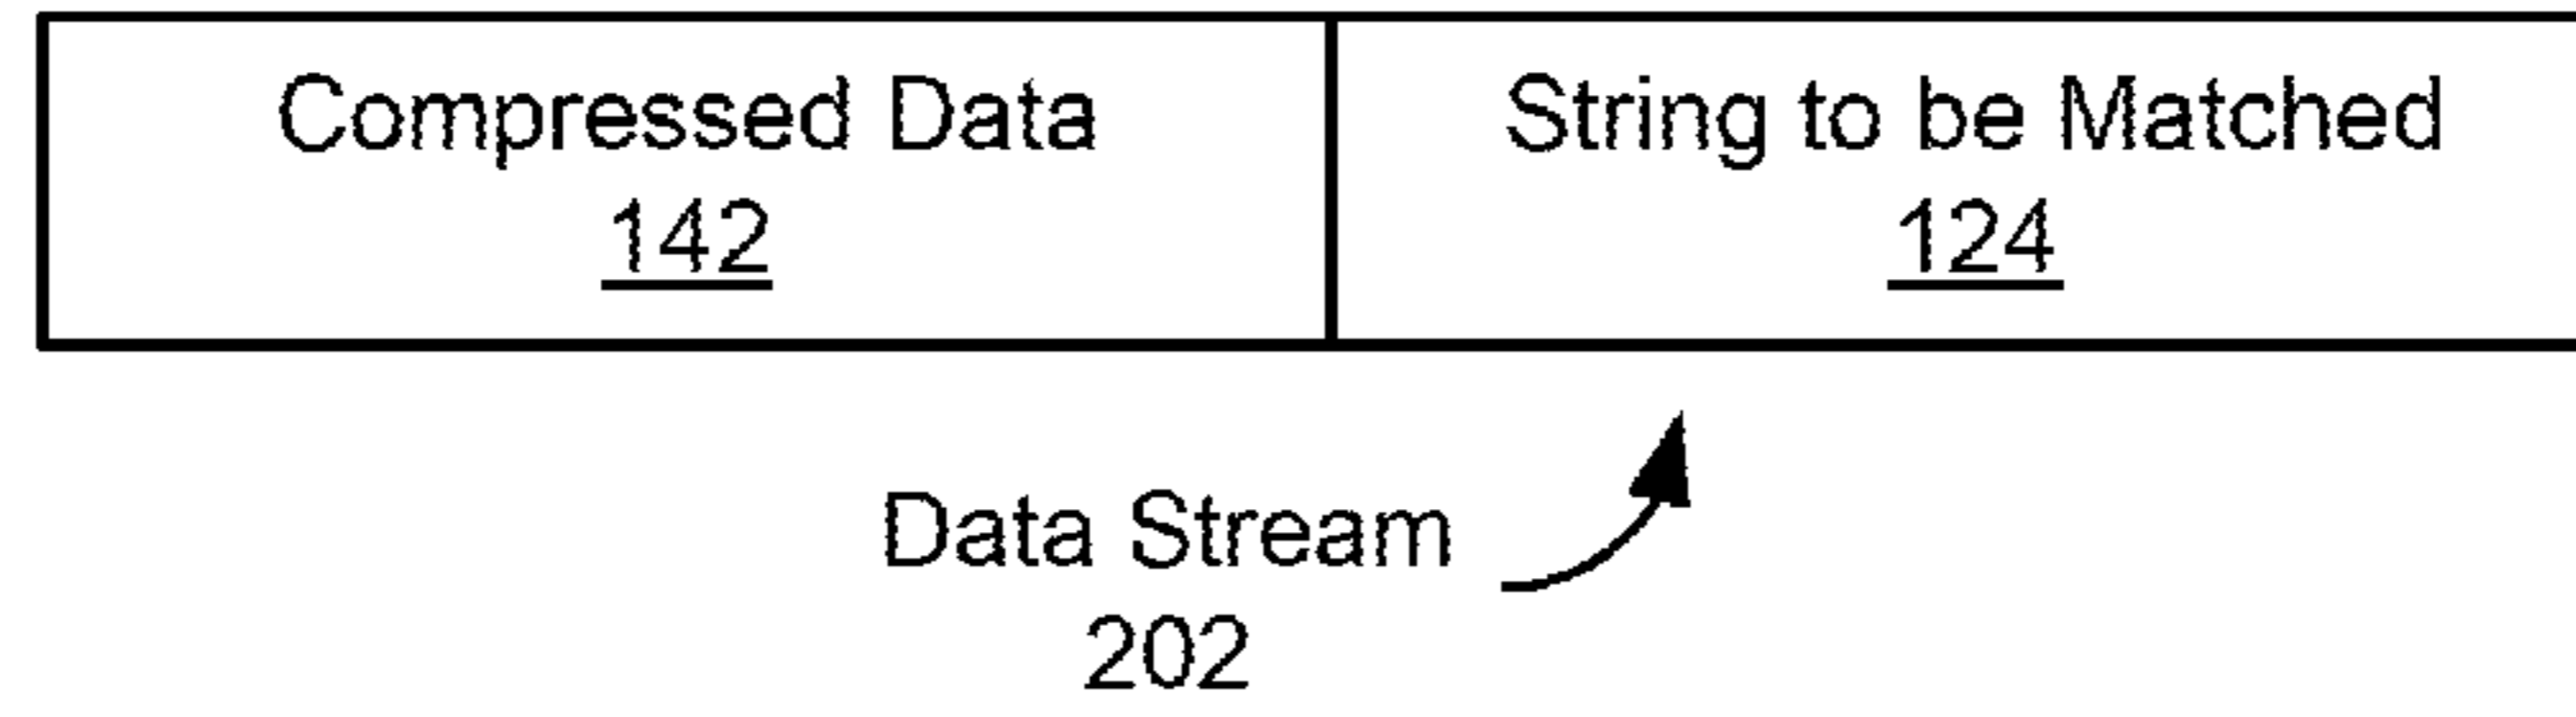 Compressed Data
142
String to be Matched
124
Data Stream
202